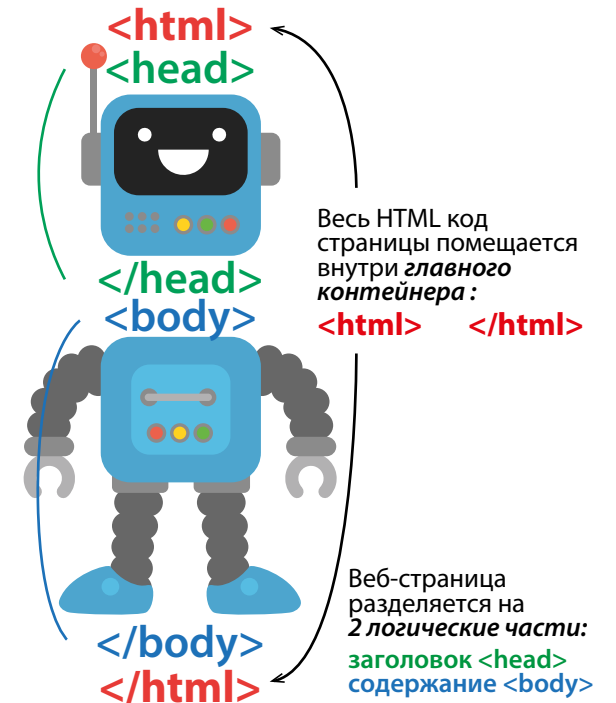 <html>
<head>
</head>
<body>
Весь HTML код
страницы помещается
внутри главного
контейнера :
<html> </html>
Веб-страница
разделяется на
2 логические части:
заголовок <head>
содержание <body>
</body>
</html>